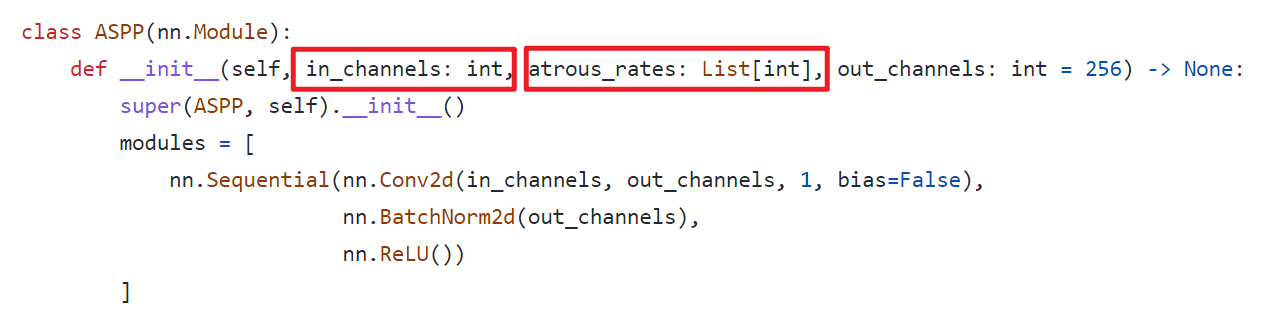 class ASPP(nn.Module):
    def __init__(self, in_channels: int, atrous_rates: List[int], out_channels: int = 256) -> None:
        super(ASPP, self).__init__()
        modules = [
            nn.Sequential(nn.Conv2d(in_channels, out_channels, 1, bias=False),
                          nn.BatchNorm2d(out_channels),
                          nn.ReLU())
        ]